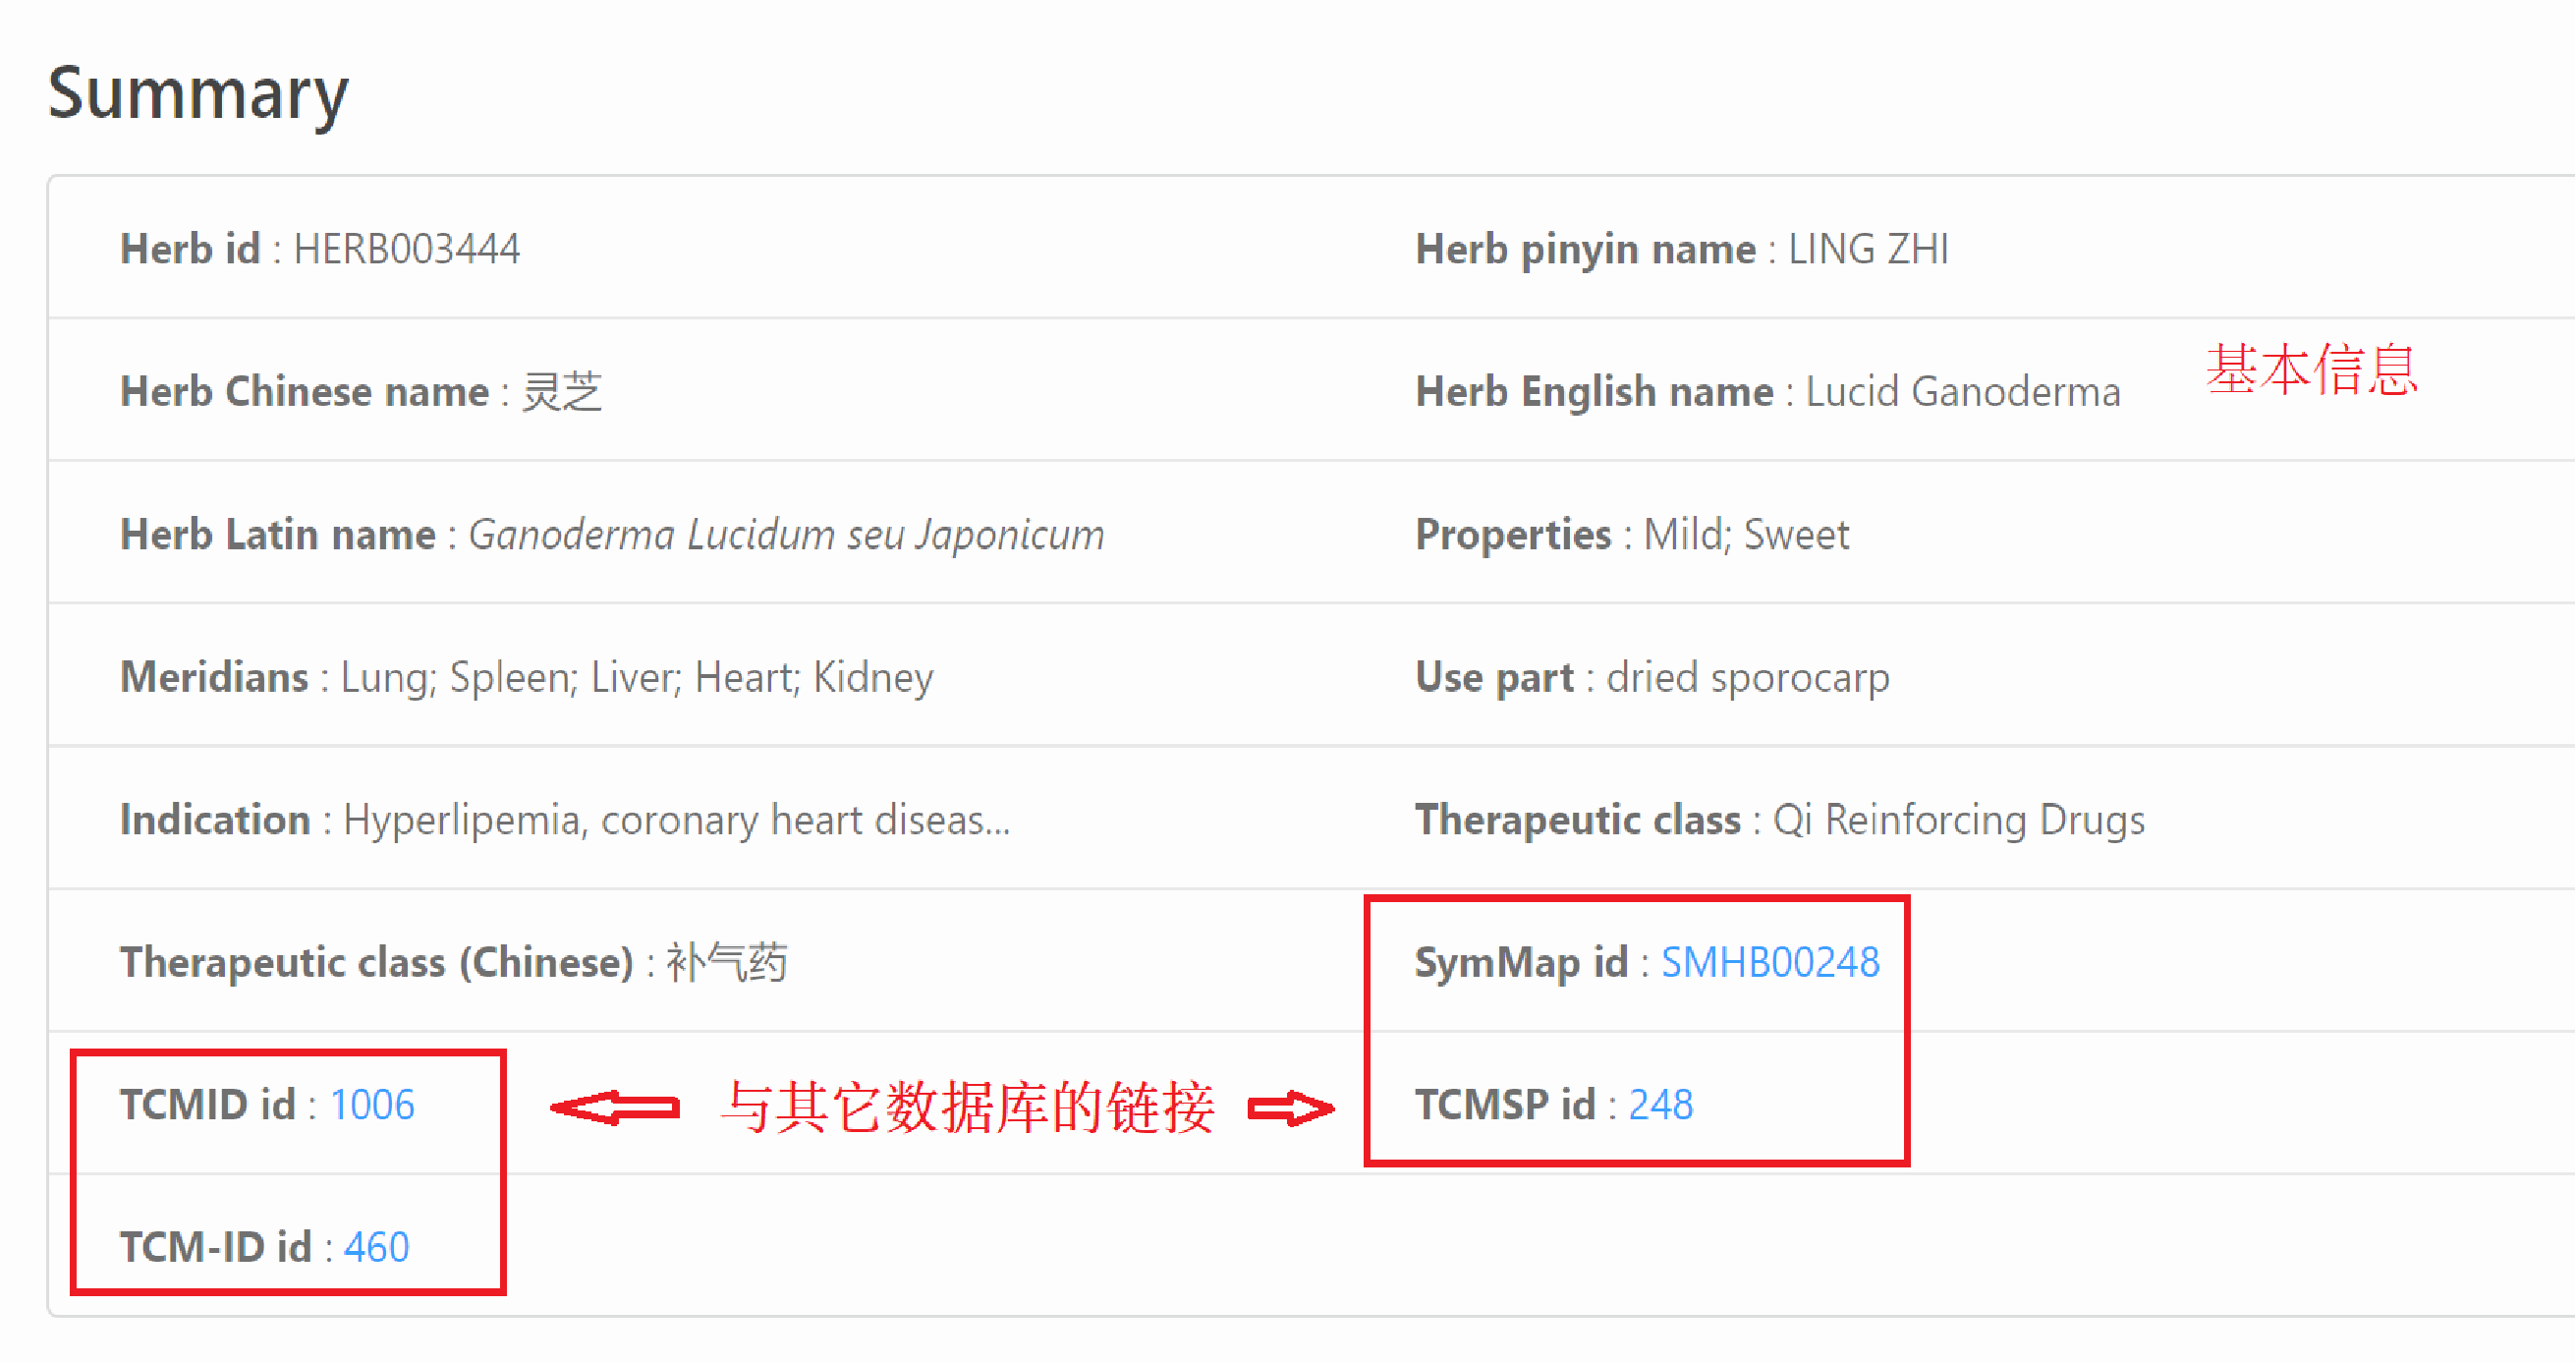 Summary
Herb id : HERB003444
Herb pinyin name : LING ZHI
Herb Chinese name : 灵芝
Herb English name : Lucid Ganoderma
基本信息
Herb Latin name : Ganoderma Lucidum seu Japonicum
Properties : Mild; Sweet
Meridians : Lung; Spleen; Liver; Heart; Kidney
Use part : dried sporocarp
Indication : Hyperlipemia, coronary heart diseas...
Therapeutic class : Qi Reinforcing Drugs
Therapeutic class (Chinese) : 补气药
SymMap id : SMHB00248
TCMID id : 1006
与其它数据库的链接
TCMSP id : 248
TCM-ID id : 460